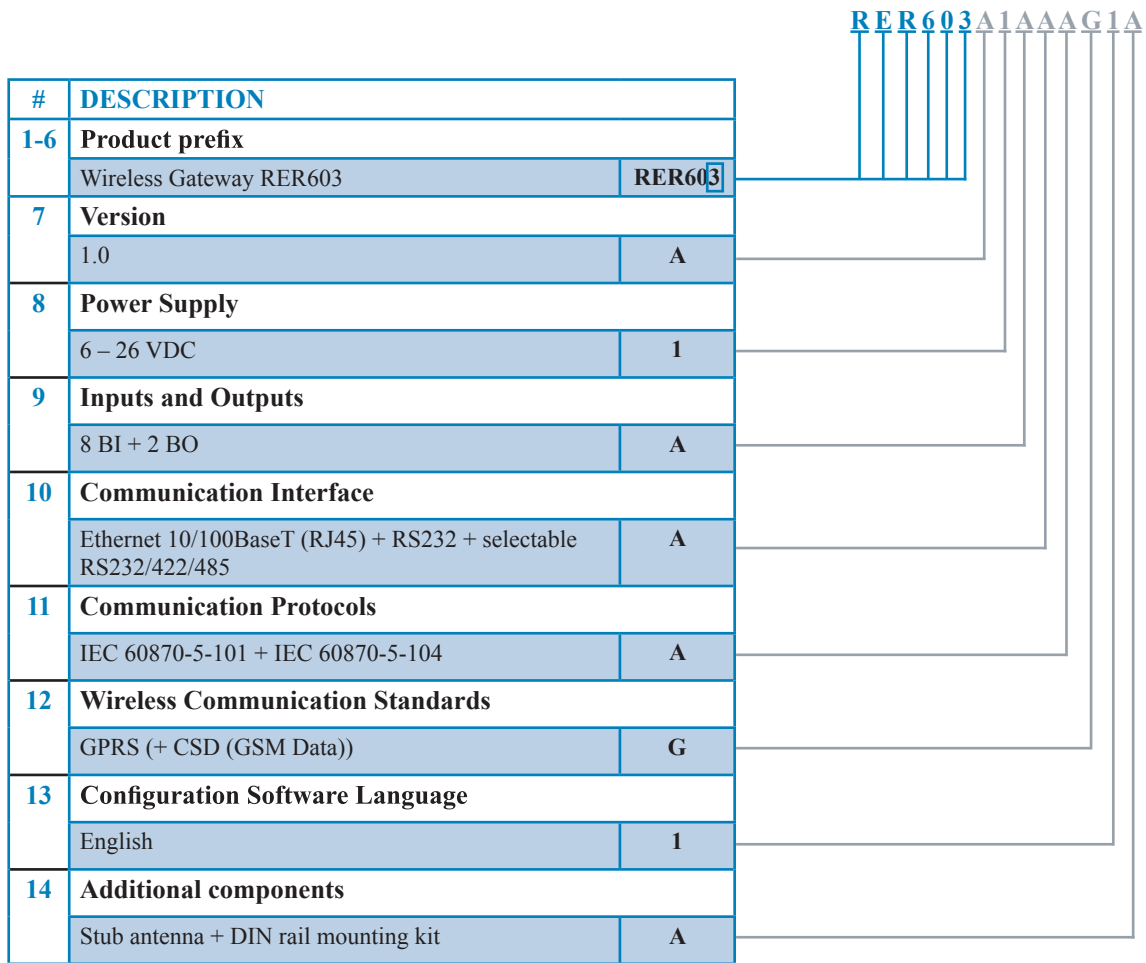 RER603A1AAAG1A
# DESCRIPTION
1-6 Product prefix
Wireless Gateway RER603 RER603
7 Version
1.0 A
8 Power Supply
6 – 26 VDC 1
9 Inputs and Outputs
8 BI + 2 BO A
10 Communication Interface
Ethernet 10/100BaseT (RJ45) + RS232 + selectable A
RS232/422/485
11 Communication Protocols
IEC 60870-5-101 + IEC 60870-5-104 A
12 Wireless Communication Standards
GPRS (+ CSD (GSM Data)) G
13 Configuration Software Language
English 1
14 Additional components
Stub antenna + DIN rail mounting kit A